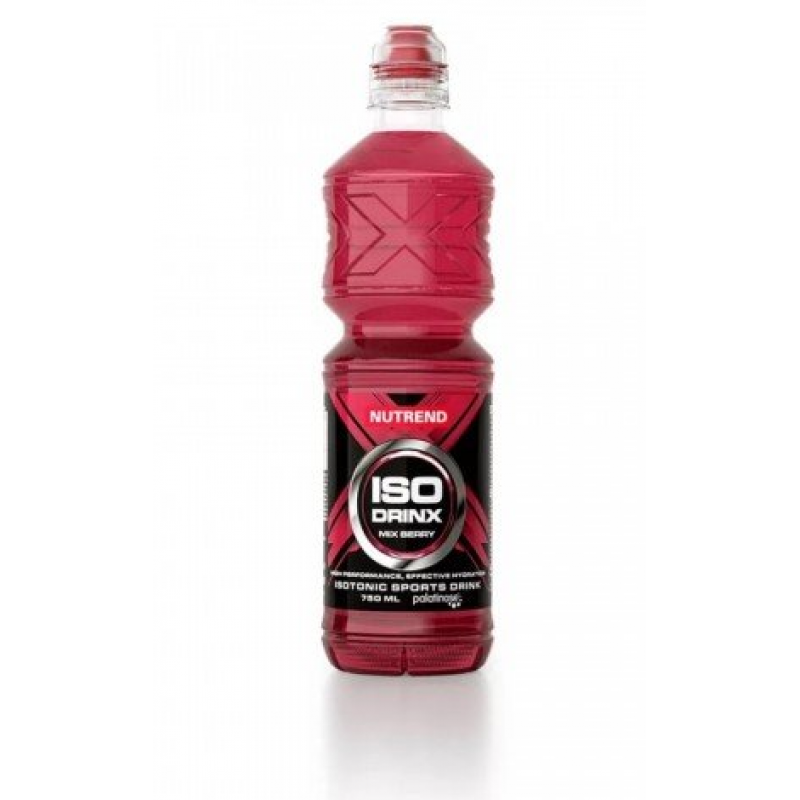 NUTREND
ISO
DRINX
MIX BERRY
HIGH PERFORMANCE, EFFECTIVE HYDRATION
ISOTONIC SPORTS DRINK
750 ML palatinose